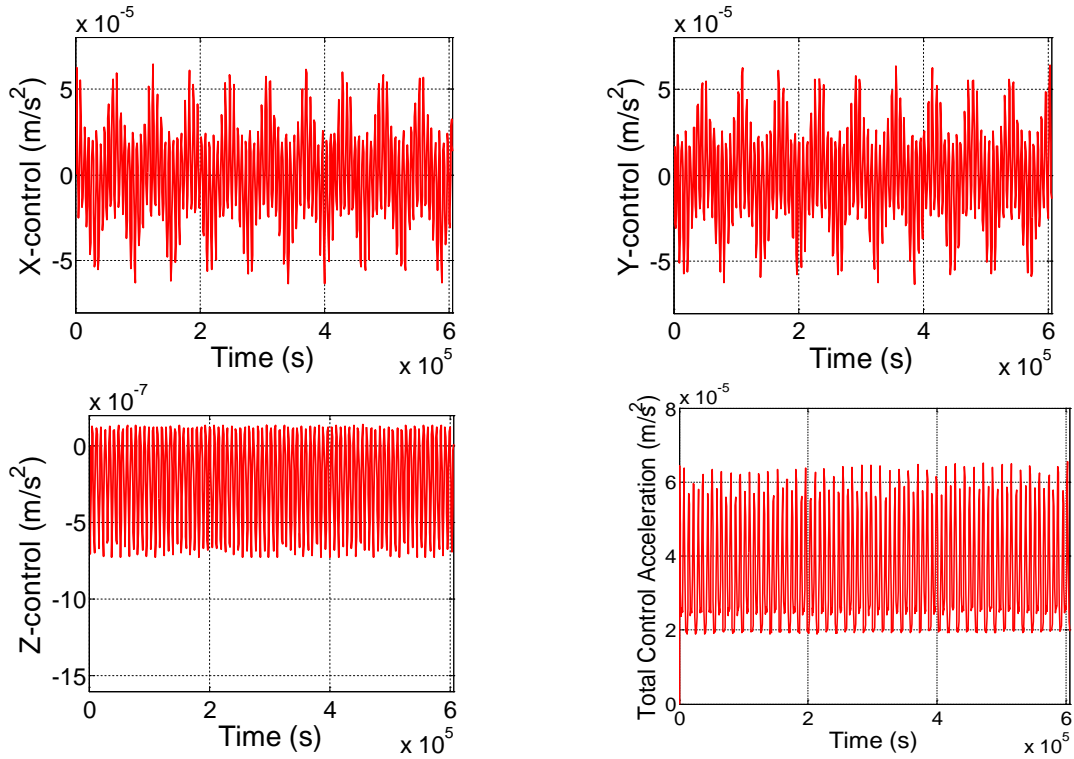 x 10^-5
X-control (m/s^2)
5
0
-5
0 2 4 6
Time (s)
x 10^5
x 10^-5
Y-control (m/s^2)
5
0
-5
0 2 4 6
Time (s)
x 10^5
x 10^-7
Z-control (m/s^2)
0
-5
-10
-15
0 2 4 6
Time (s)
x 10^5
x 10^-5
Total Control Acceleration (m/s^2)
8
6
4
2
0
0 2 4 6
Time (s)
x 10^5